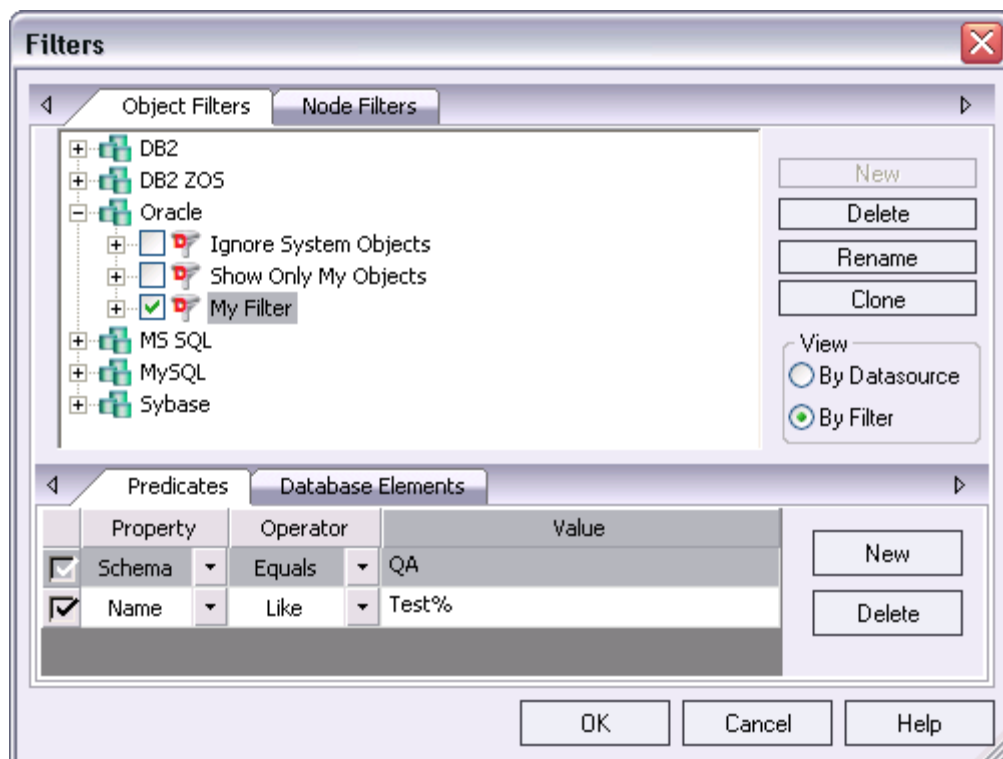 Filters
Object Filters Node Filters
DB2
DB2 ZOS
Oracle
Ignore System Objects
Show Only My Objects
My Filter
MS SQL
MySQL
Sybase
New
Delete
Rename
Clone
View
By Datasource
By Filter
Predicates Database Elements
Property Operator Value
Schema Equals QA
Name Like Test%
New
Delete
OK Cancel Help